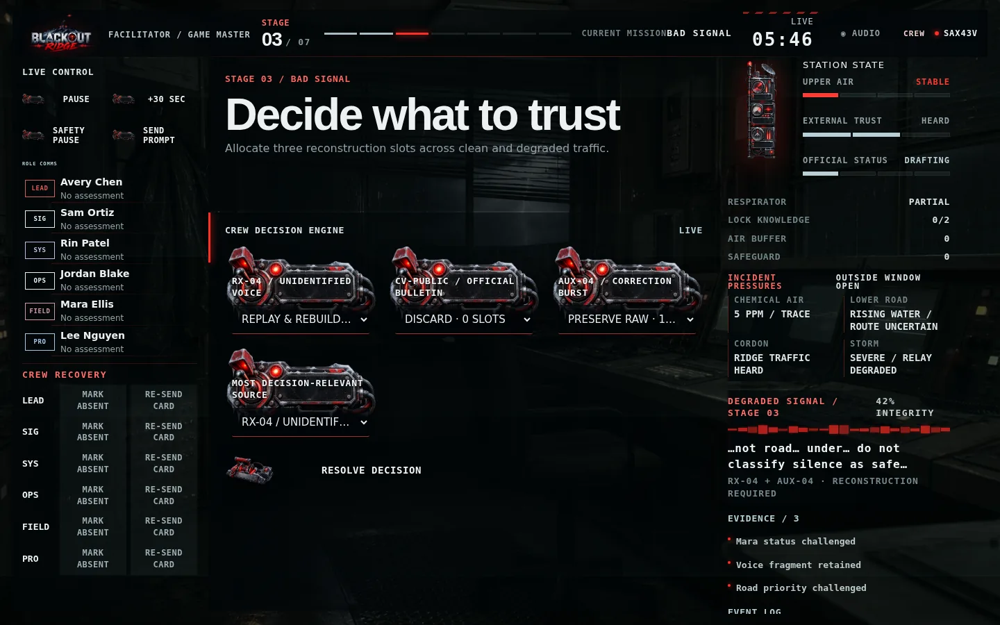 BLACKOUT
RIDGE
FACILITATOR / GAME MASTER
STAGE
03 / 07
CURRENT MISSION BAD SIGNAL
LIVE
05:46
AUDIO
CREW SAX43V
LIVE CONTROL
PAUSE
+30 SEC
SAFETY
PAUSE
SEND
PROMPT
ROLE COMMS
LEAD
Avery Chen
No assessment
SIG
Sam Ortiz
No assessment
SYS
Rin Patel
No assessment
OPS
Jordan Blake
No assessment
FIELD
Mara Ellis
No assessment
PRO
Lee Nguyen
No assessment
CREW RECOVERY
LEAD
MARK
ABSENT
RE-SEND
CARD
SIG
MARK
ABSENT
RE-SEND
CARD
SYS
MARK
ABSENT
RE-SEND
CARD
OPS
MARK
ABSENT
RE-SEND
CARD
FIELD
MARK
ABSENT
RE-SEND
CARD
PRO
MARK
ABSENT
RE-SEND
CARD
STAGE 03 / BAD SIGNAL
Decide what to trust
Allocate three reconstruction slots across clean and degraded traffic.
CREW DECISION ENGINE
LIVE
RX-04 / UNIDENTIFIED
VOICE
REPLAY & REBUILD…
CV-PUBLIC / OFFICIAL
BULLETIN
DISCARD · 0 SLOTS
AUX-04 / CORRECTION
BURST
PRESERVE RAW · 1…
MOST DECISION-RELEVANT
SOURCE
RX-04 / UNIDENTIF…
RESOLVE DECISION
STATION STATE
UPPER AIR STABLE
EXTERNAL TRUST HEARD
OFFICIAL STATUS DRAFTING
RESPIRATOR PARTIAL
LOCK KNOWLEDGE 0/2
AIR BUFFER 0
SAFEGUARD 0
INCIDENT
PRESSURES
OUTSIDE WINDOW
OPEN
CHEMICAL AIR
5 PPM / TRACE
LOWER ROAD
RISING WATER /
ROUTE UNCERTAIN
CORDON
RIDGE TRAFFIC
HEARD
STORM
SEVERE / RELAY
DEGRADED
DEGRADED SIGNAL /
STAGE 03
42%
INTEGRITY
…not road… under… do not
classify silence as safe…
RX-04 + AUX-04 · RECONSTRUCTION
REQUIRED
EVIDENCE / 3
Mara status challenged
Voice fragment retained
Road priority challenged
EVENT LOG